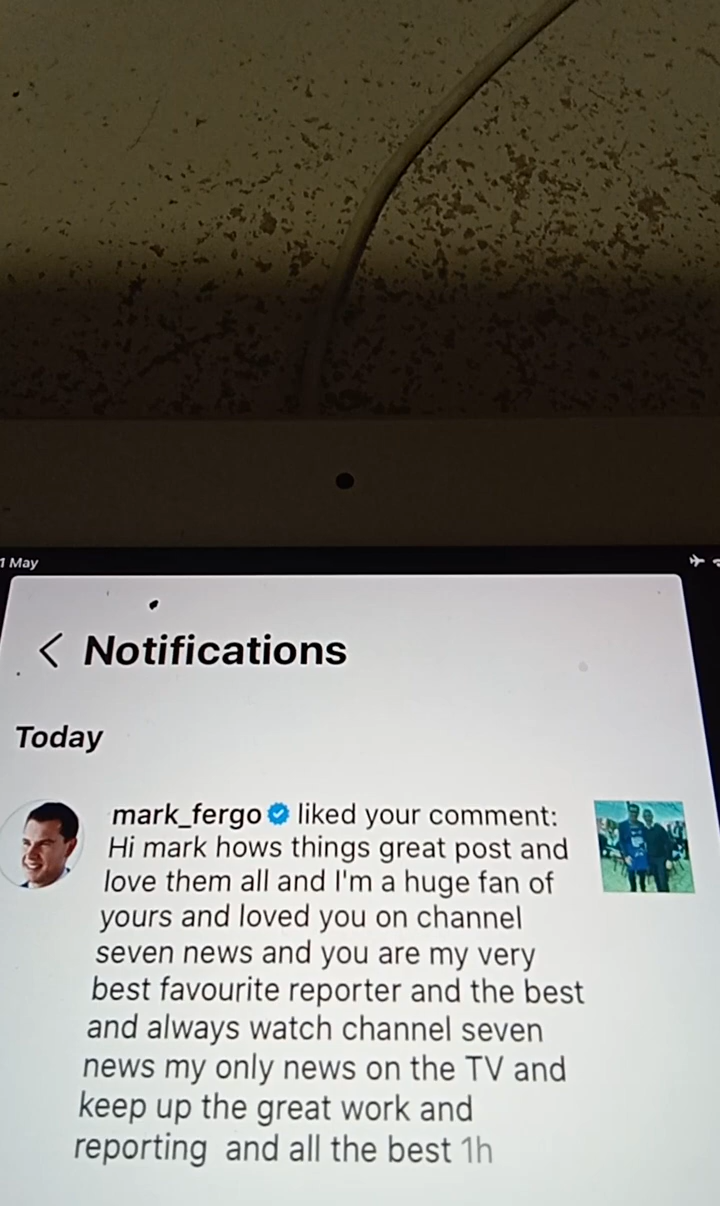 1 May
Notifications
Today
mark_fergo liked your comment:
Hi mark hows things great post and
love them all and I'm a huge fan of
yours and loved you on channel
seven news and you are my very
best favourite reporter and the best
and always watch channel seven
news my only news on the TV and
keep up the great work and
reporting and all the best 1h